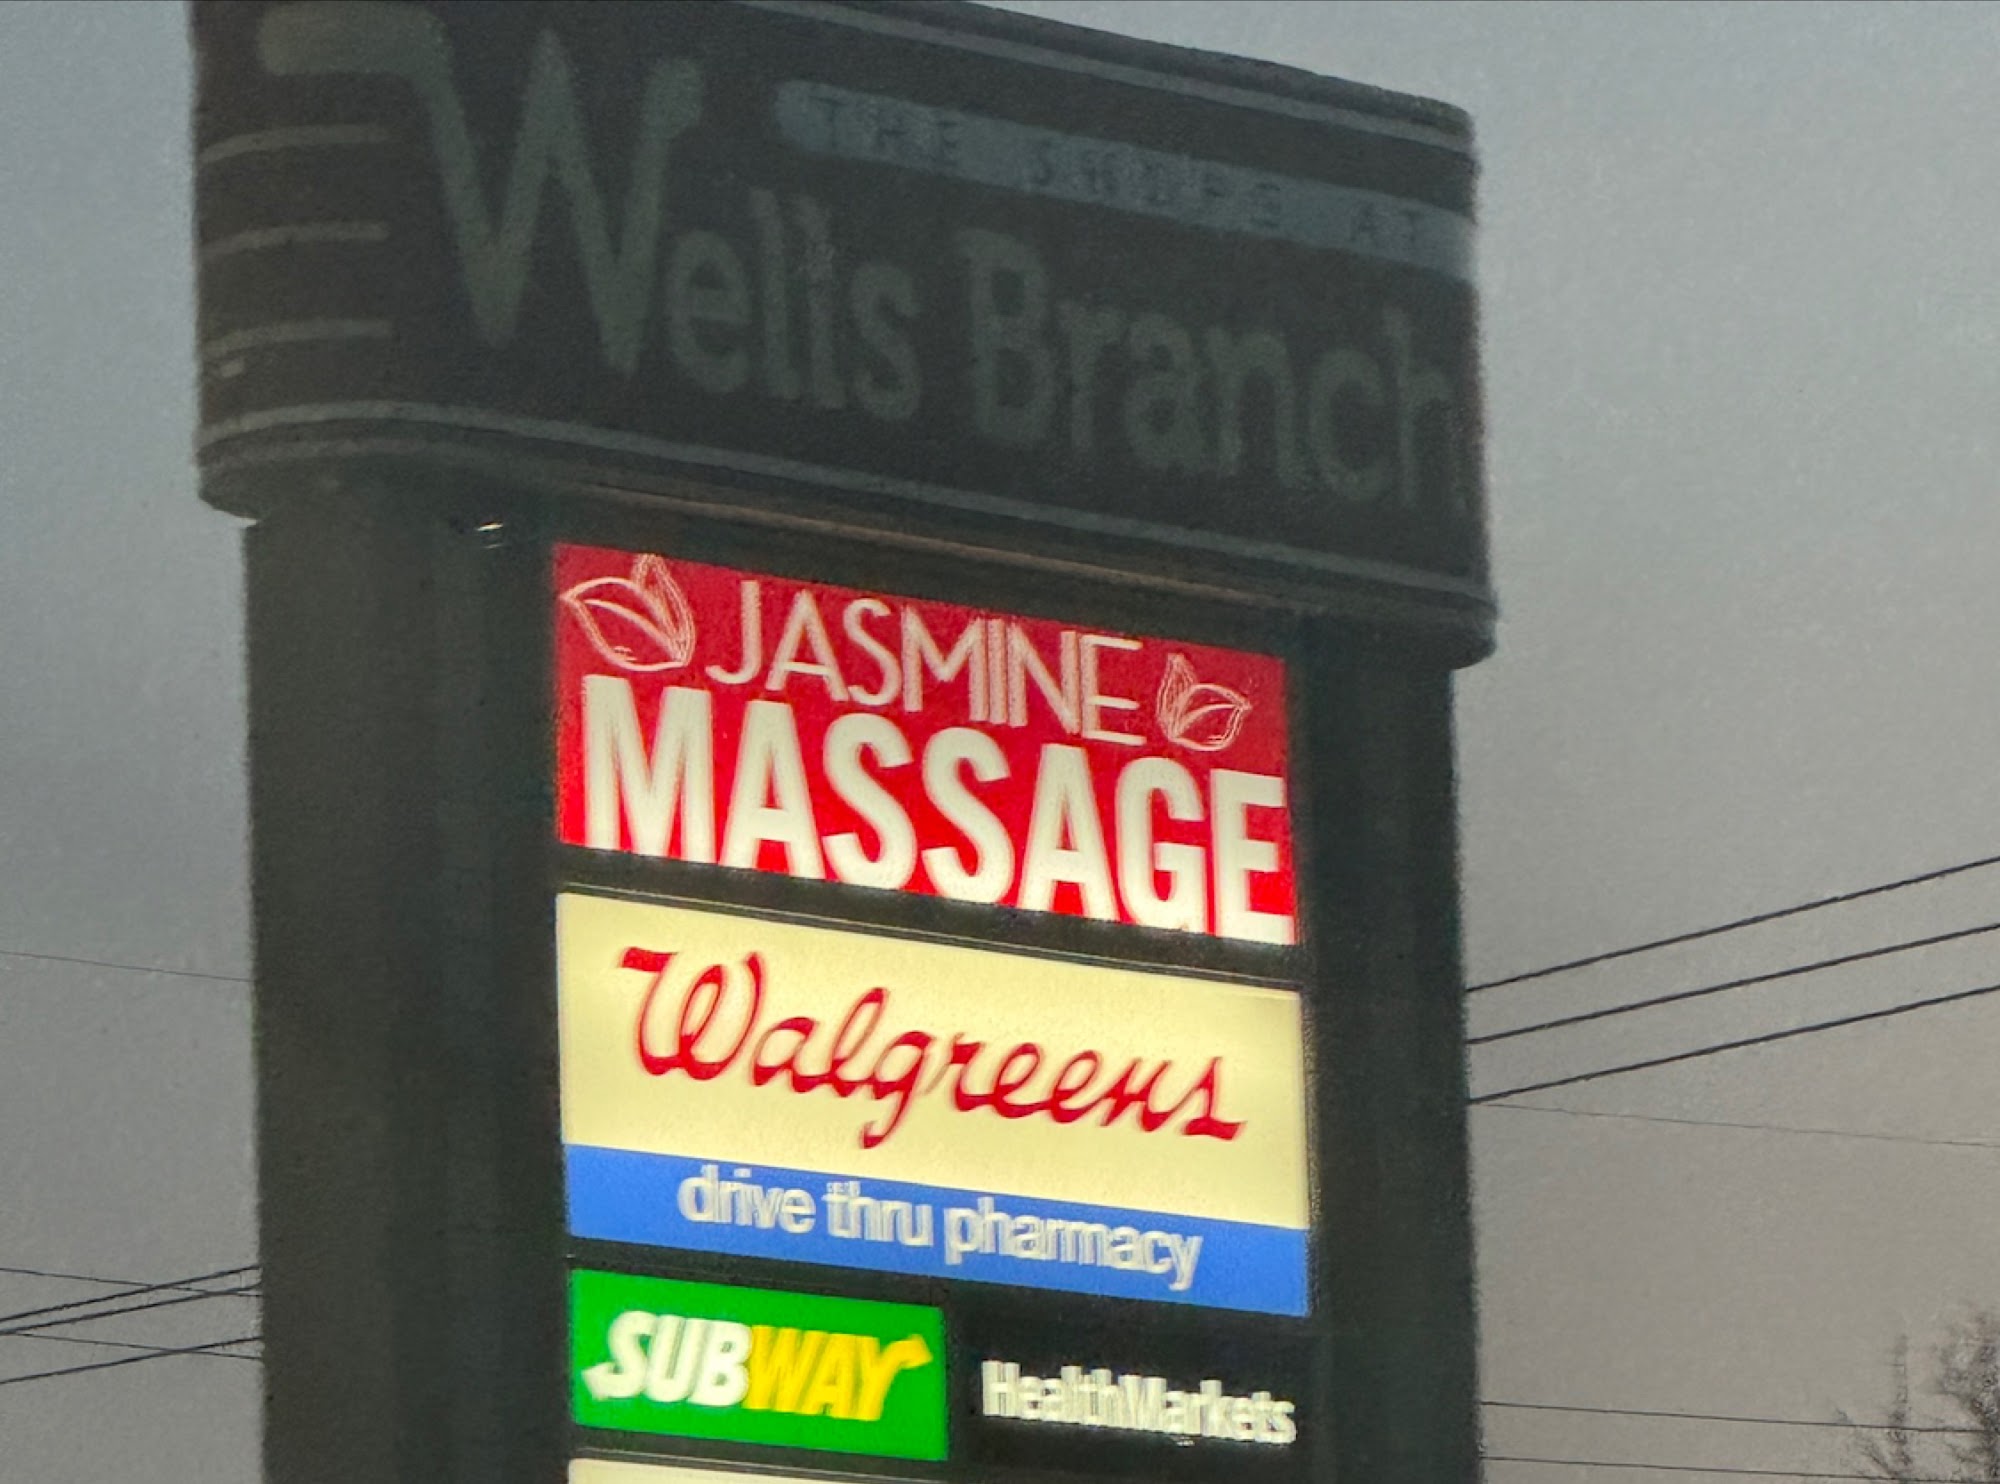 THE SHOPS AT
Wells Branch
JASMINE
MASSAGE
Walgreens
drive thru pharmacy
SUBWAY
HealthMarkets